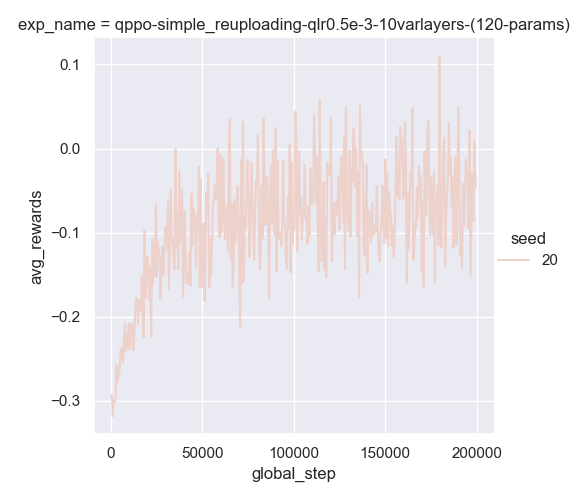 exp_name = qppo-simple_reuploading-qlr0.5e-3-10varlayers-(120-params)
0.1
0.0
−0.1
−0.2
−0.3
avg_rewards
0 50000 100000 150000 200000
global_step
seed
20